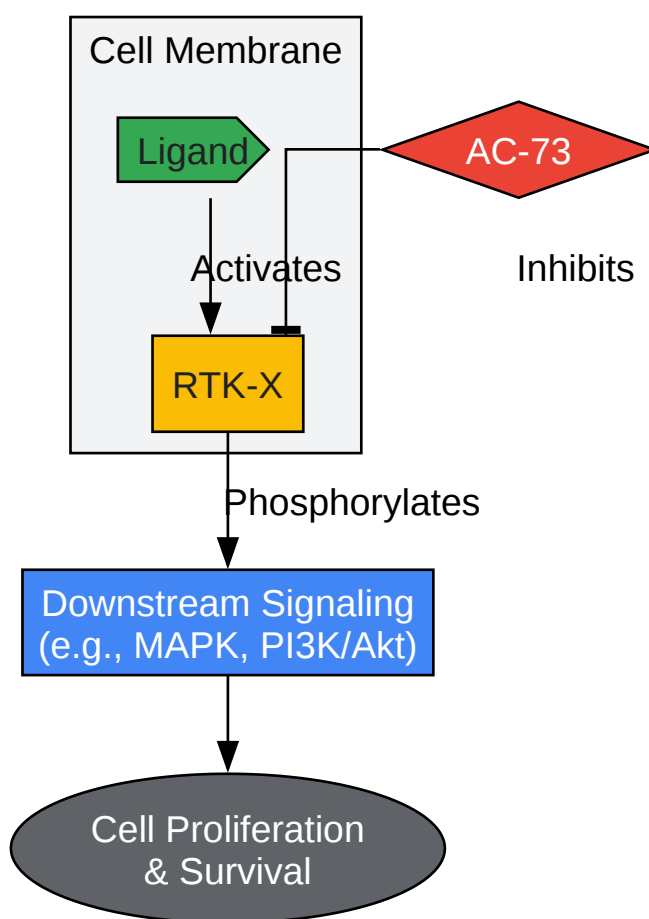 Cell Membrane
Ligand
AC-73
Activates
Inhibits
RTK-X
Phosphorylates
Downstream Signaling
(e.g., MAPK, PI3K/Akt)
Cell Proliferation
& Survival